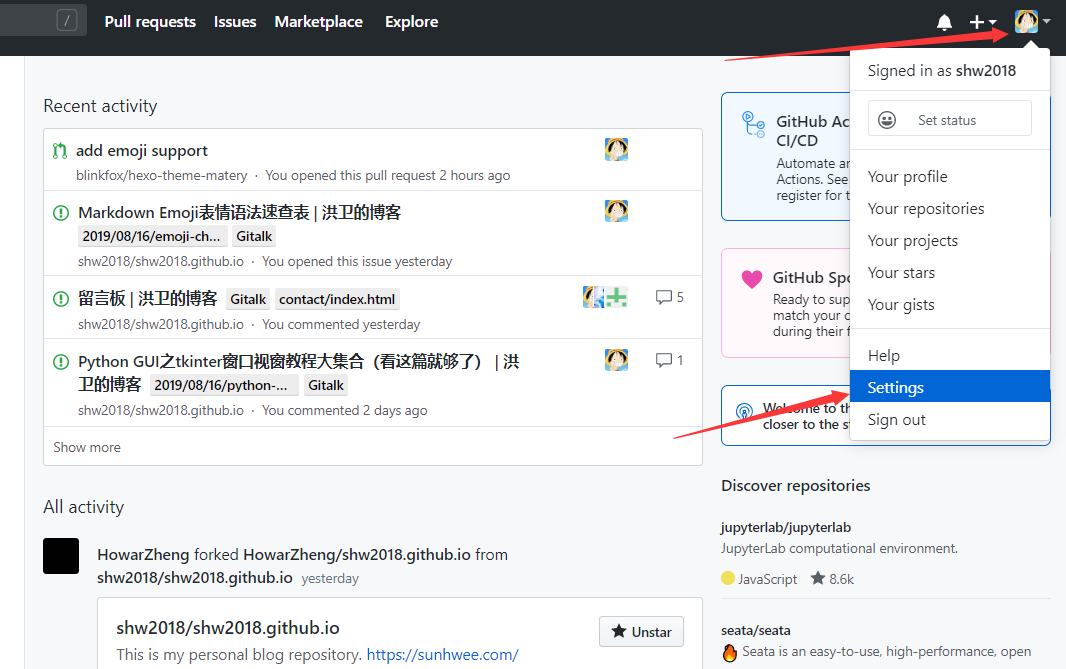 /
Pull requests Issues Marketplace Explore
Signed in as shw2018
Set status
Your profile
Your repositories
Your projects
Your stars
Your gists
Help
Settings
Sign out
Recent activity
add emoji support
blinkfox/hexo-theme-matery · You opened this pull request 2 hours ago
Markdown Emoji表情语法速查表 | 洪卫的博客
2019/08/16/emoji-ch... Gitalk
shw2018/shw2018.github.io · You opened this issue yesterday
留言板 | 洪卫的博客 Gitalk contact/index.html
5
shw2018/shw2018.github.io · You commented yesterday
Python GUI之tkinter窗口视窗教程大集合（看这篇就够了） | 洪
1
卫的博客 2019/08/16/python-... Gitalk
shw2018/shw2018.github.io · You commented 2 days ago
Show more
All activity
HowarZheng forked HowarZheng/shw2018.github.io from
shw2018/shw2018.github.io yesterday
shw2018/shw2018.github.io
Unstar
This is my personal blog repository. https://sunhwee.com/
GitHub Ac
CI/CD
Automate an
Actions. See
register for t
GitHub Spo
Ready to sup
match your c
during their f
Welcome to th
closer to the s
Discover repositories
jupyterlab/jupyterlab
JupyterLab computational environment.
JavaScript 8.6k
seata/seata
Seata is an easy-to-use, high-performance, open